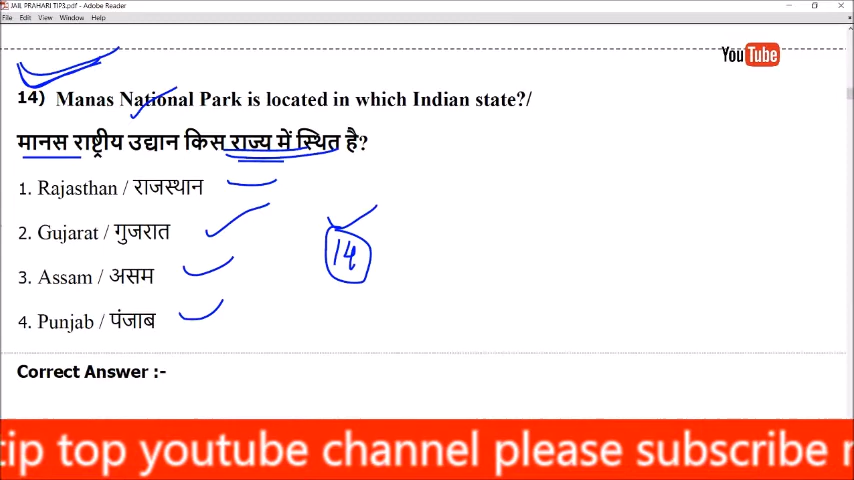 JAIL PRAHARI TIP3.pdf - Adobe Reader
File Edit View Window Help
YouTube
14) Manas National Park is located in which Indian state?/
मानस राष्ट्रीय उद्यान किस राज्य में स्थित है?
1. Rajasthan / राजस्थान
2. Gujarat / गुजरात
14
3. Assam / असम
4. Punjab / पंजाब
Correct Answer :-
tip top youtube channel please subscribe